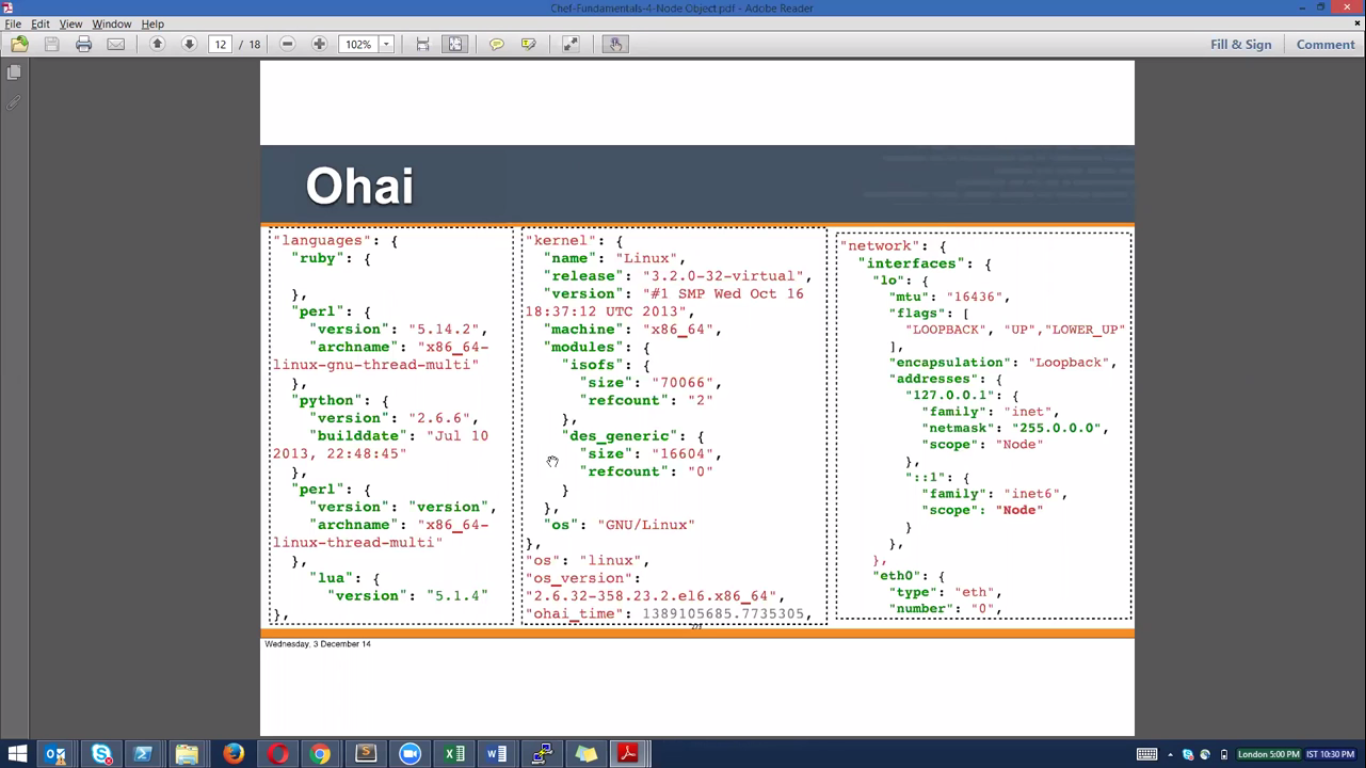 Chef-Fundamentals-4-Node Object.pdf - Adobe Reader
File Edit View Window Help
12 / 18 102% Fill & Sign Comment
Ohai
"languages": {
"ruby": {
},
"perl": {
"version": "5.14.2",
"archname": "x86_64-
linux-gnu-thread-multi"
},
"python": {
"version": "2.6.6",
"builddate": "Jul 10
2013, 22:48:45"
},
"perl": {
"version": "version",
"archname": "x86_64-
linux-thread-multi"
},
"lua": {
"version": "5.1.4"
},
"kernel": {
"name": "Linux",
"release": "3.2.0-32-virtual",
"version": "#1 SMP Wed Oct 16
18:37:12 UTC 2013",
"machine": "x86_64",
"modules": {
"isofs": {
"size": "70066",
"refcount": "2"
},
"des_generic": {
"size": "16604",
"refcount": "0"
}
},
"os": "GNU/Linux"
},
"os": "linux",
"os_version":
"2.6.32-358.23.2.el6.x86_64",
"ohai_time": 1389105685.7735305,
"network": {
"interfaces": {
"lo": {
"mtu": "16436",
"flags": [
"LOOPBACK", "UP","LOWER_UP"
],
"encapsulation": "Loopback",
"addresses": {
"127.0.0.1": {
"family": "inet",
"netmask": "255.0.0.0",
"scope": "Node"
},
"::1": {
"family": "inet6",
"scope": "Node"
}
},
},
"eth0": {
"type": "eth",
"number": "0",
Wednesday, 3 December 14
London 5:00 PM IST 10:30 PM